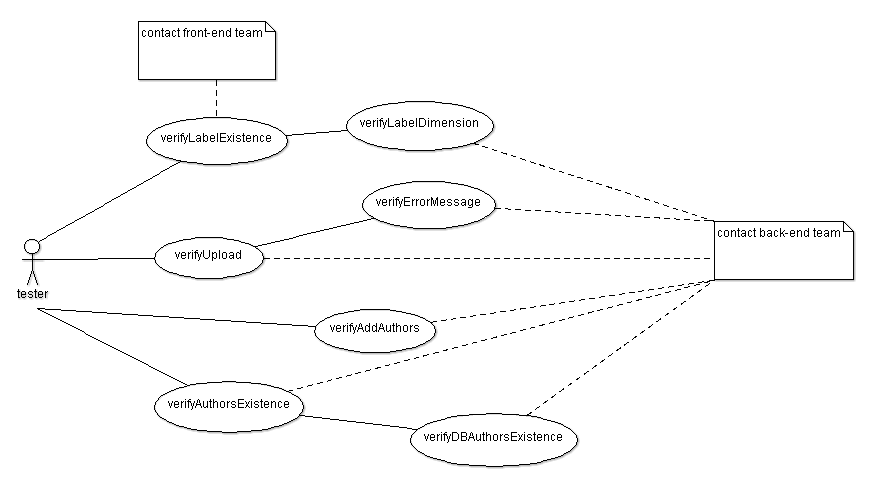 contact front-end team
verifyLabelDimension
verifyLabelExistence
verifyErrorMessage
contact back-end team
verifyUpload
tester
verifyAddAuthors
verifyAuthorsExistence
verifyDBAuthorsExistence